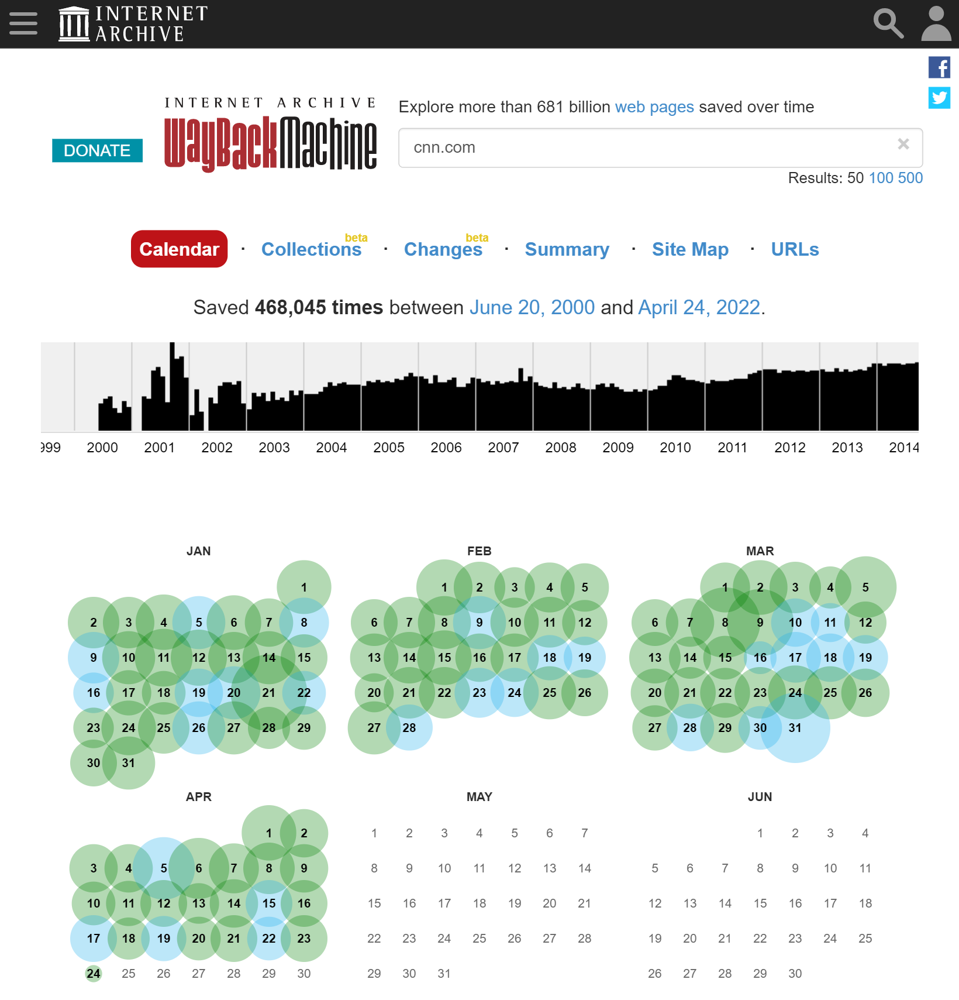 INTERNET
ARCHIVE
INTERNET ARCHIVE
WayBackMachine
DONATE
Explore more than 681 billion web pages saved over time
cnn.com ×
Results: 50 100 500
Calendar · Collections beta · Changes beta · Summary · Site Map · URLs
Saved 468,045 times between June 20, 2000 and April 24, 2022.
999 2000 2001 2002 2003 2004 2005 2006 2007 2008 2009 2010 2011 2012 2013 2014
JAN
1
2 3 4 5 6 7 8
9 10 11 12 13 14 15
16 17 18 19 20 21 22
23 24 25 26 27 28 29
30 31
FEB
1 2 3 4 5
6 7 8 9 10 11 12
13 14 15 16 17 18 19
20 21 22 23 24 25 26
27 28
MAR
1 2 3 4 5
6 7 8 9 10 11 12
13 14 15 16 17 18 19
20 21 22 23 24 25 26
27 28 29 30 31
APR
1 2
3 4 5 6 7 8 9
10 11 12 13 14 15 16
17 18 19 20 21 22 23
24 25 26 27 28 29 30
MAY
1 2 3 4 5 6 7
8 9 10 11 12 13 14
15 16 17 18 19 20 21
22 23 24 25 26 27 28
29 30 31
JUN
1 2 3 4
5 6 7 8 9 10 11
12 13 14 15 16 17 18
19 20 21 22 23 24 25
26 27 28 29 30